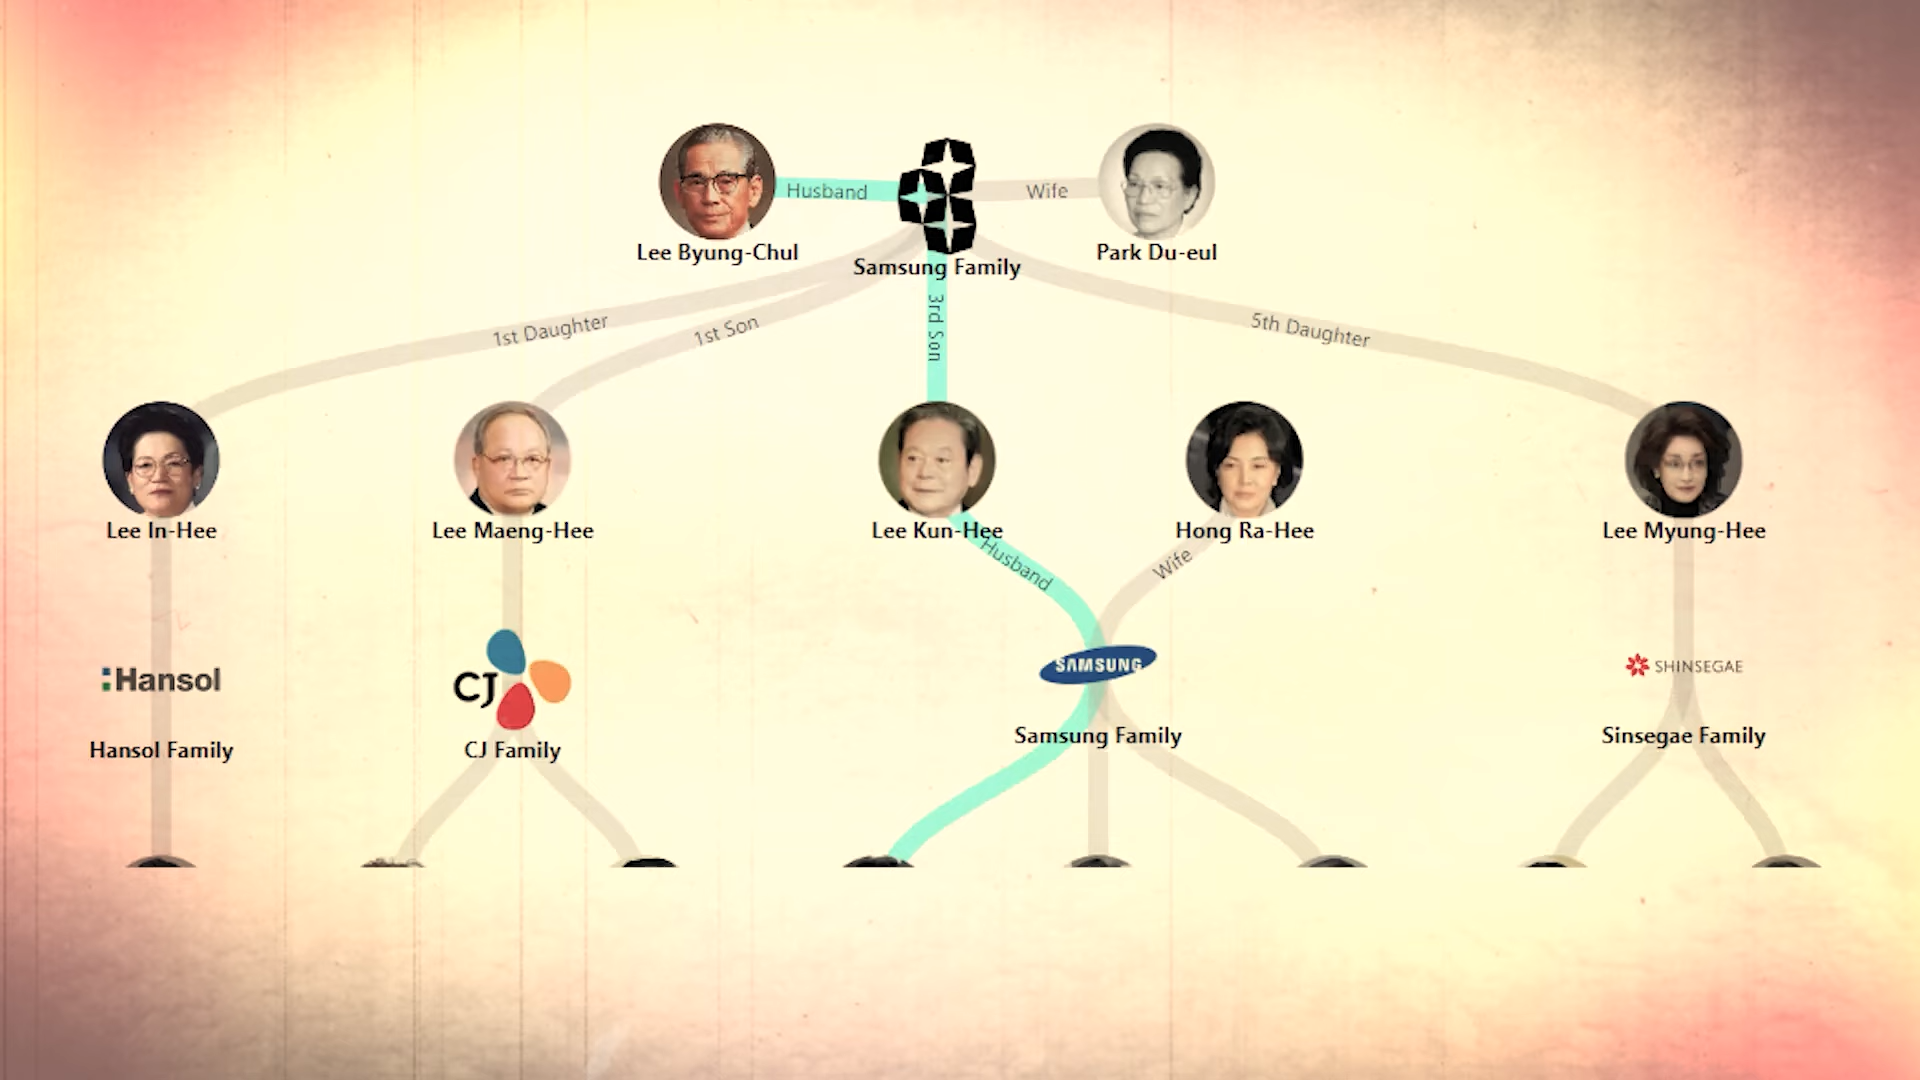 Husband
Wife
Lee Byung-Chul
Samsung Family
Park Du-eul
1st Daughter
1st Son
3rd Son
5th Daughter
Lee In-Hee
Lee Maeng-Hee
Lee Kun-Hee
Hong Ra-Hee
Lee Myung-Hee
Husband
Wife
Hansol
CJ
SAMSUNG
SHINSEGAE
Hansol Family
CJ Family
Samsung Family
Sinsegae Family